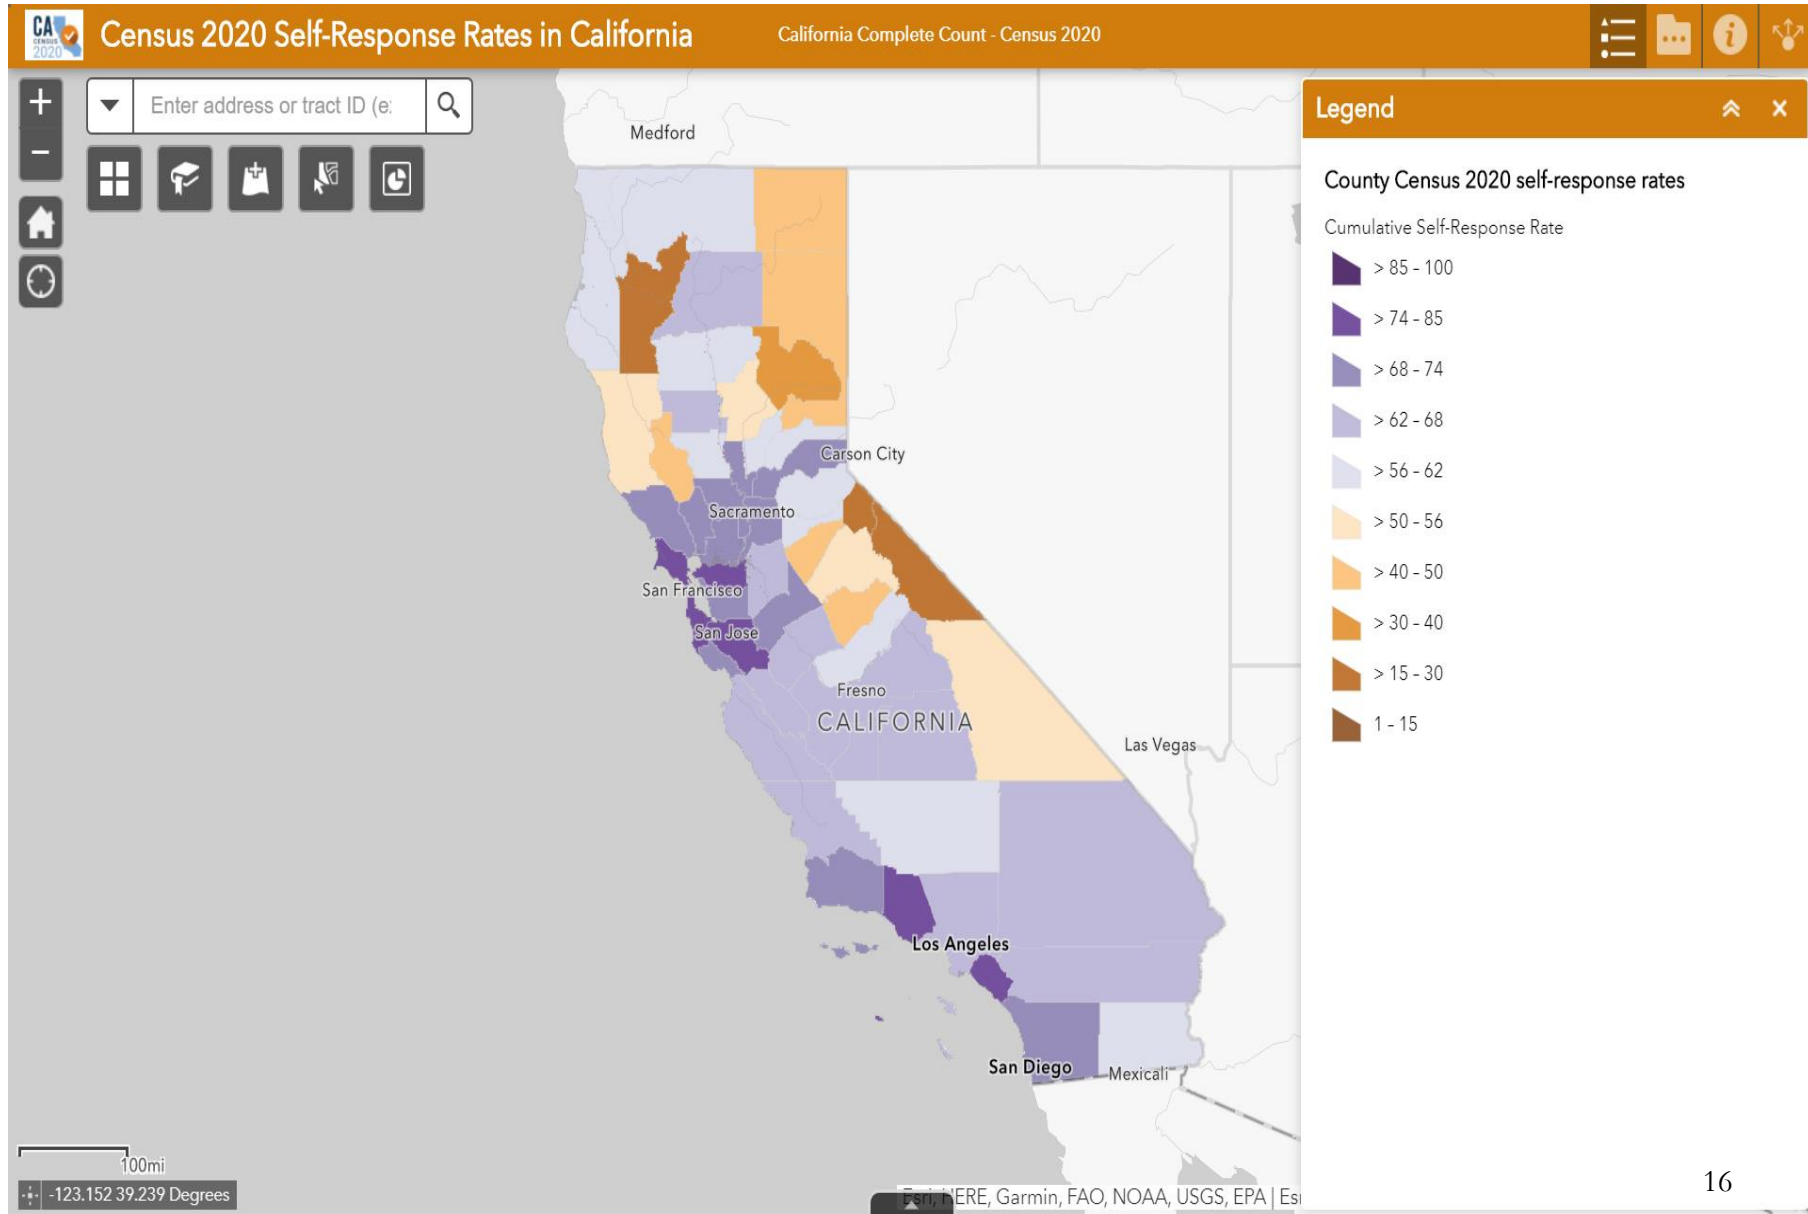 CA
CENSUS
2020
Census 2020 Self-Response Rates in California
California Complete Count - Census 2020
Enter address or tract ID (e:
Legend
County Census 2020 self-response rates
Cumulative Self-Response Rate
> 85 - 100
> 74 - 85
> 68 - 74
> 62 - 68
> 56 - 62
> 50 - 56
> 40 - 50
> 30 - 40
> 15 - 30
1 - 15
Medford
Carson City
Sacramento
San Francisco
San Jose
Fresno
CALIFORNIA
Las Vegas
Los Angeles
San Diego
Mexicali
100mi
-123.152 39.239 Degrees
Esri, HERE, Garmin, FAO, NOAA, USGS, EPA | Esr
16